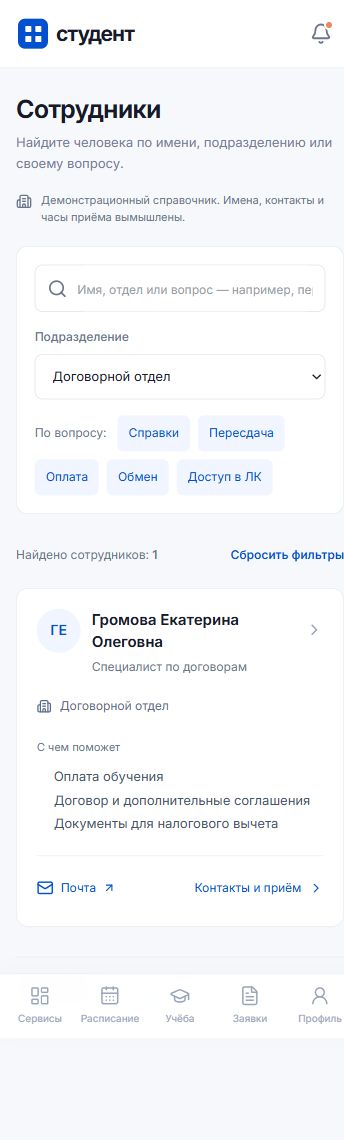 студент
Сотрудники
Найдите человека по имени, подразделению или
своему вопросу.
Демонстрационный справочник. Имена, контакты и
часы приёма вымышлены.
Имя, отдел или вопрос — например, пе
Подразделение
Договорной отдел
По вопросу: Справки Пересдача
Оплата Обмен Доступ в ЛК
Найдено сотрудников: 1 Сбросить фильтры
ГЕ
Громова Екатерина
Олеговна
Специалист по договорам
Договорной отдел
С чем поможет
Оплата обучения
Договор и дополнительные соглашения
Документы для налогового вычета
Почта Контакты и приём
Сервисы Расписание Учёба Заявки Профиль